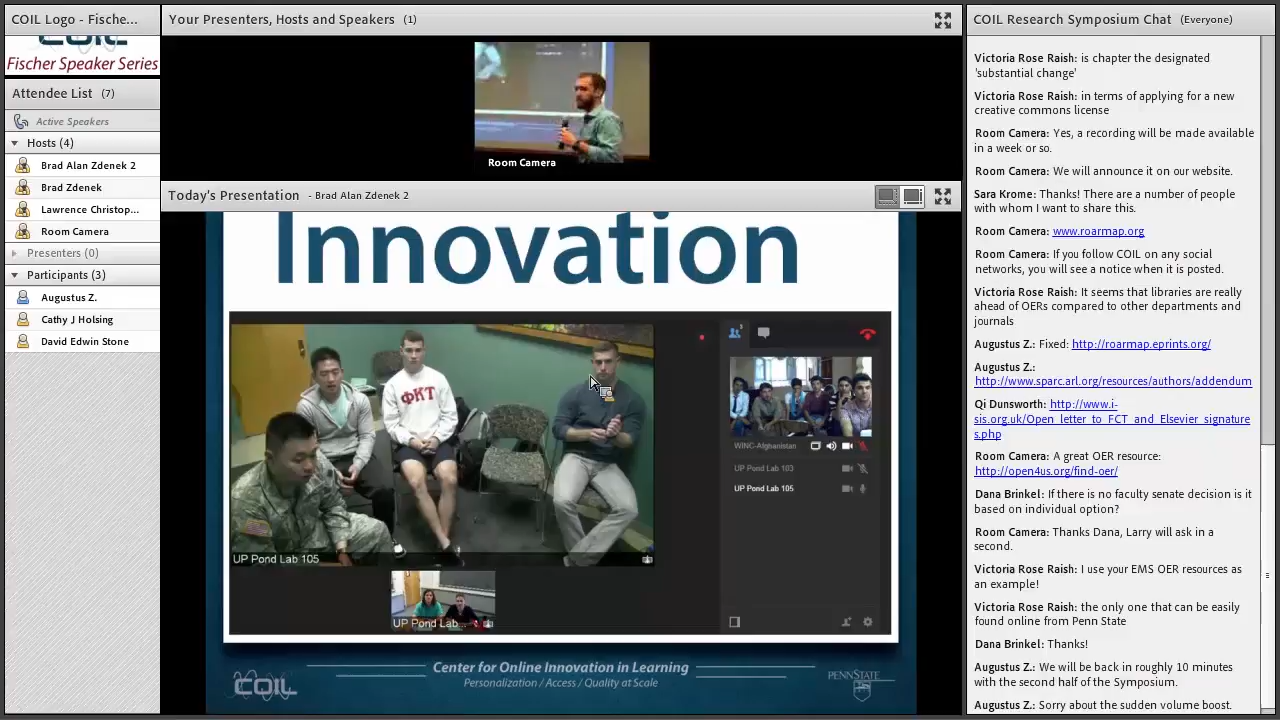 COIL Logo - Fische...
COIL
Fischer Speaker Series
Attendee List (7)
Active Speakers
Hosts (4)
Brad Alan Zdenek 2
Brad Zdenek
Lawrence Christop...
Room Camera
Presenters (0)
Participants (3)
Augustus Z.
Cathy J Holsing
David Edwin Stone
Your Presenters, Hosts and Speakers (1)
Room Camera
Today's Presentation - Brad Alan Zdenek 2
Innovation
ΦKT
UP Pond Lab 105
UP Pond Lab...
WINC-Afghanistan
UP Pond Lab 103
UP Pond Lab 105
COIL
Center for Online Innovation in Learning
Personalization / Access / Quality at Scale
PENNSTATE
COIL Research Symposium Chat (Everyone)
Victoria Rose Raish: is chapter the designated
'substantial change'
Victoria Rose Raish: in terms of applying for a new
creative commons license
Room Camera: Yes, a recording will be made available
in a week or so.
Room Camera: We will announce it on our website.
Sara Krome: Thanks! There are a number of people
with whom I want to share this.
Room Camera: www.roarmap.org
Room Camera: If you follow COIL on any social
networks, you will see a notice when it is posted.
Victoria Rose Raish: It seems that libraries are really
ahead of OERs compared to other departments and
journals
Augustus Z.: Fixed: http://roarmap.eprints.org/
Augustus Z.:
http://www.sparc.arl.org/resources/authors/addendum
Qi Dunsworth: http://www.i-
sis.org.uk/Open_letter_to_FCT_and_Elsevier_signature
s.php
Room Camera: A great OER resource:
http://open4us.org/find-oer/
Dana Brinkel: If there is no faculty senate decision is it
based on individual option?
Room Camera: Thanks Dana, Larry will ask in a
second.
Victoria Rose Raish: I use your EMS OER resources as
an example!
Victoria Rose Raish: the only one that come easily
found online from Penn State
Dana Brinkel: Thanks!
Augustus Z.: We will be back in roughly 10 minutes
with the second half of the Symposium.
Augustus Z.: Sorry about the sudden volume boost.